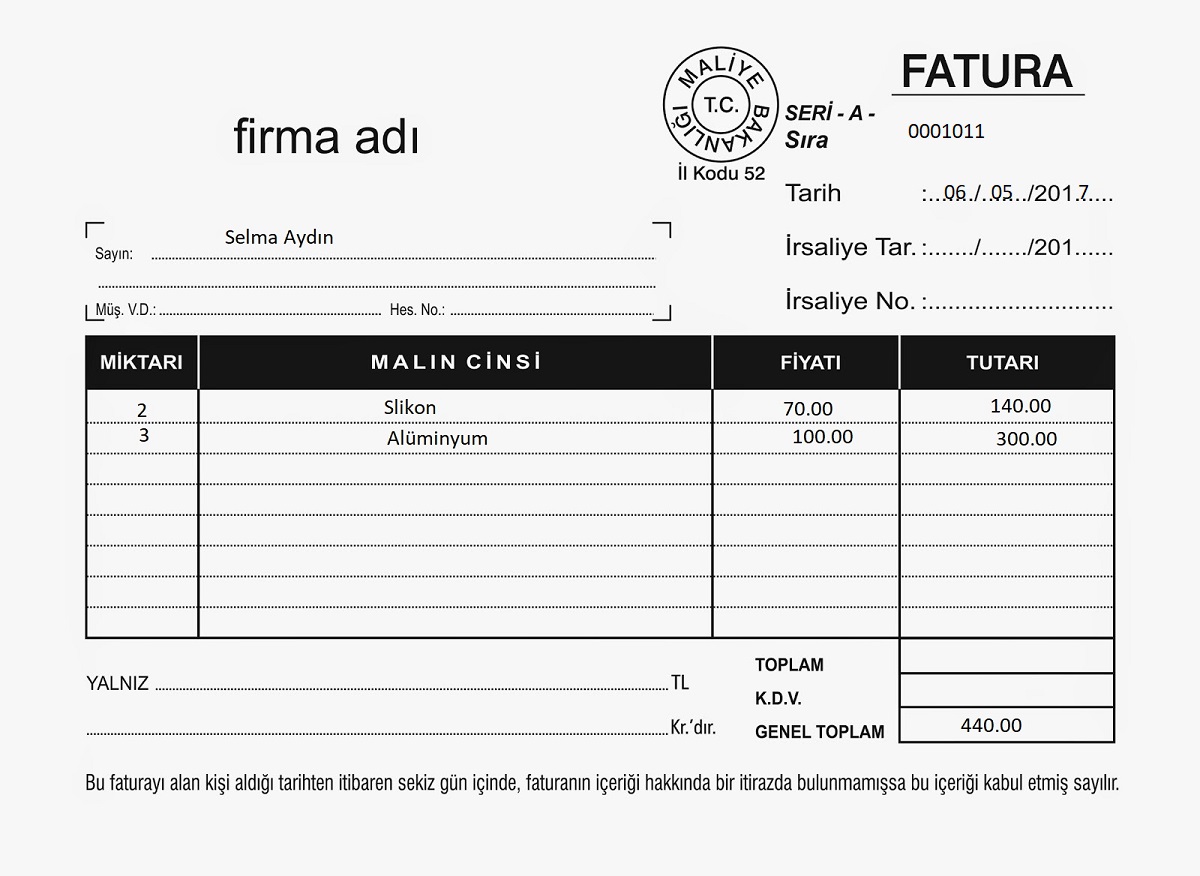 FATURA
MALİYE BAKANLIĞI
T.C.
İl Kodu 52
SERİ - A -
Sıra 0001011
firma adı
Tarih :....06./...05.../2017.....
İrsaliye Tar. :......./......./201......
İrsaliye No. :............................
Sayın: Selma Aydın
Müş. V.D.: Hes. No.:
MİKTARI MALIN CİNSİ FİYATI TUTARI
2 Slikon 70.00 140.00
3 Alüminyum 100.00 300.00
TOPLAM
YALNIZ TL
K.D.V.
Kr.'dır.
GENEL TOPLAM 440.00
Bu faturayı alan kişi aldığı tarihten itibaren sekiz gün içinde, faturanın içeriği hakkında bir itirazda bulunmamışsa bu içeriği kabul etmiş sayılır.